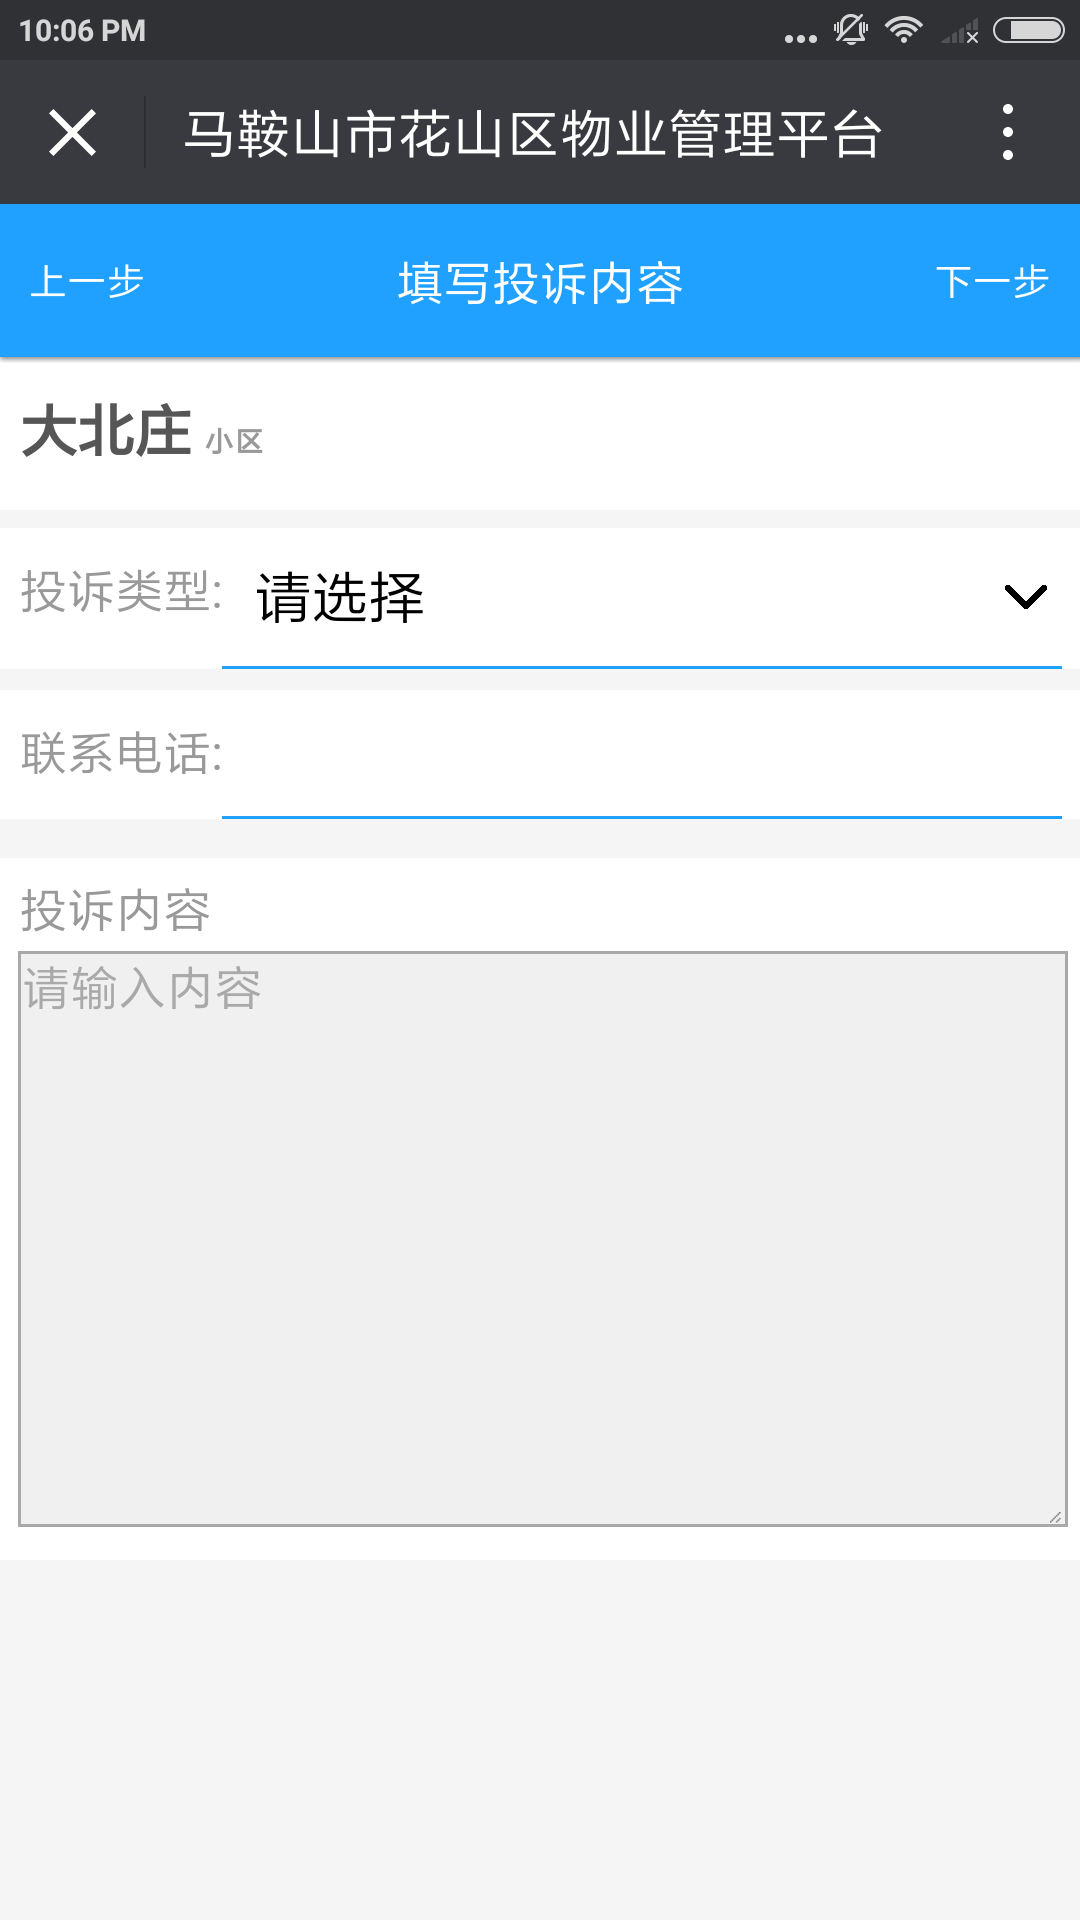 10:06 PM
马鞍山市花山区物业管理平台
上一步 填写投诉内容 下一步
大北庄 小区
投诉类型: 请选择
联系电话:
投诉内容
请输入内容